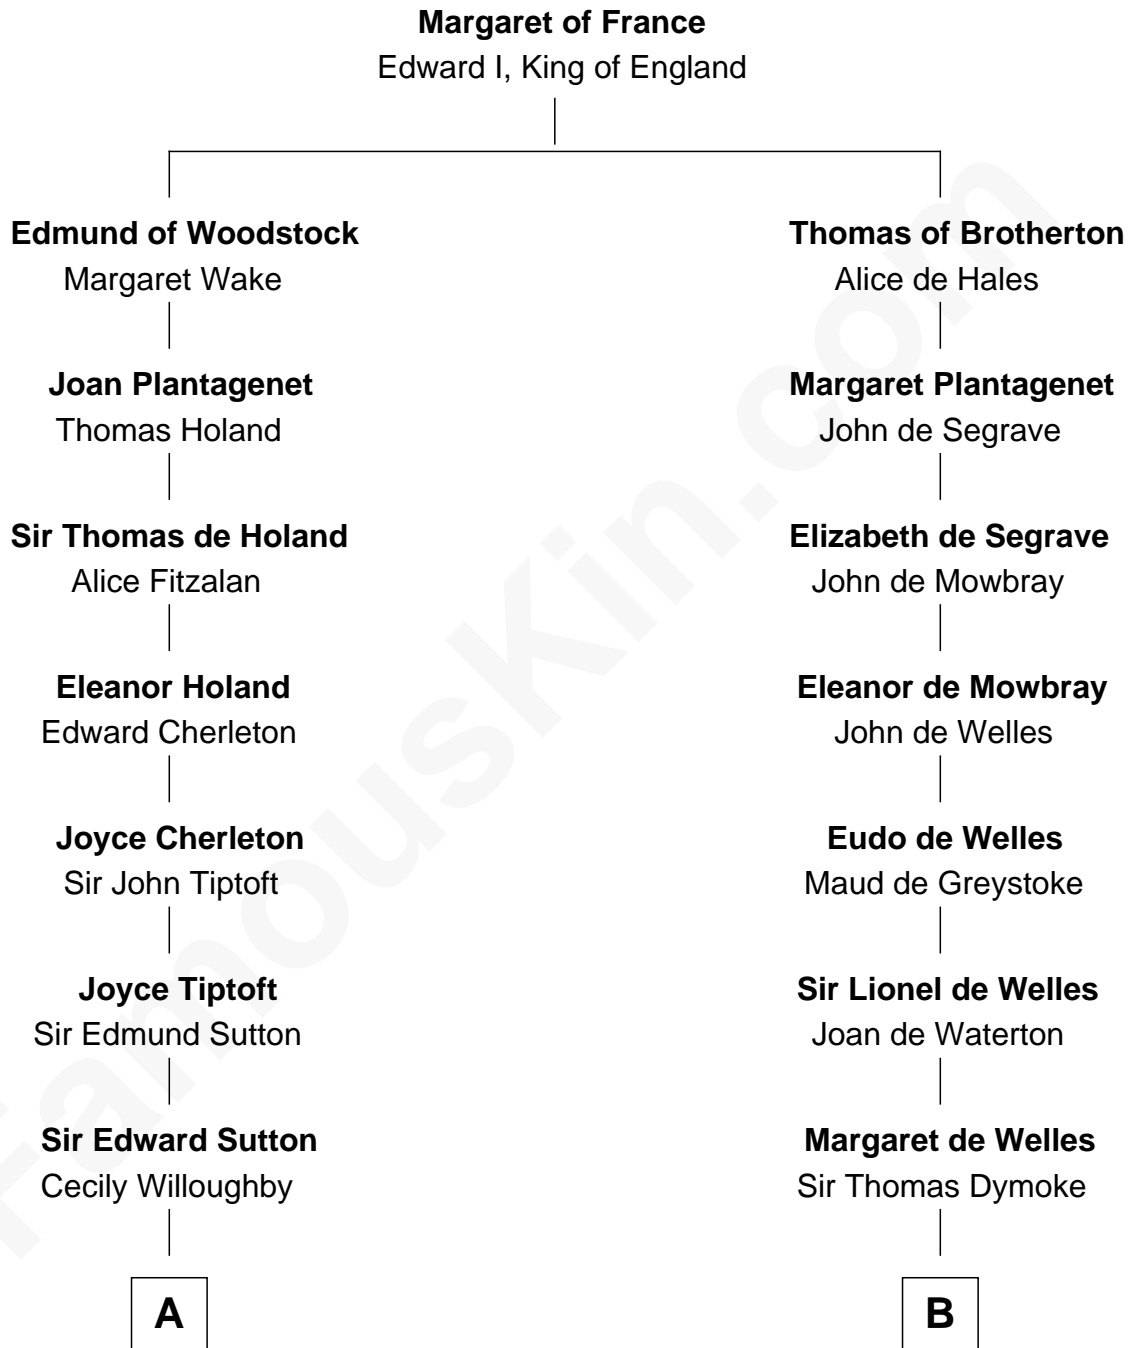 Margaret of France
Edward I, King of England
Edmund of Woodstock
Margaret Wake
Thomas of Brotherton
Alice de Hales
Joan Plantagenet
Thomas Holand
Margaret Plantagenet
John de Segrave
Sir Thomas de Holand
Alice Fitzalan
Elizabeth de Segrave
John de Mowbray
Eleanor Holand
Edward Cherleton
Eleanor de Mowbray
John de Welles
Joyce Cherleton
Sir John Tiptoft
Eudo de Welles
Maud de Greystoke
Joyce Tiptoft
Sir Edmund Sutton
Sir Lionel de Welles
Joan de Waterton
Sir Edward Sutton
Cecily Willoughby
Margaret de Welles
Sir Thomas Dymoke
A
B
FamousKin.com